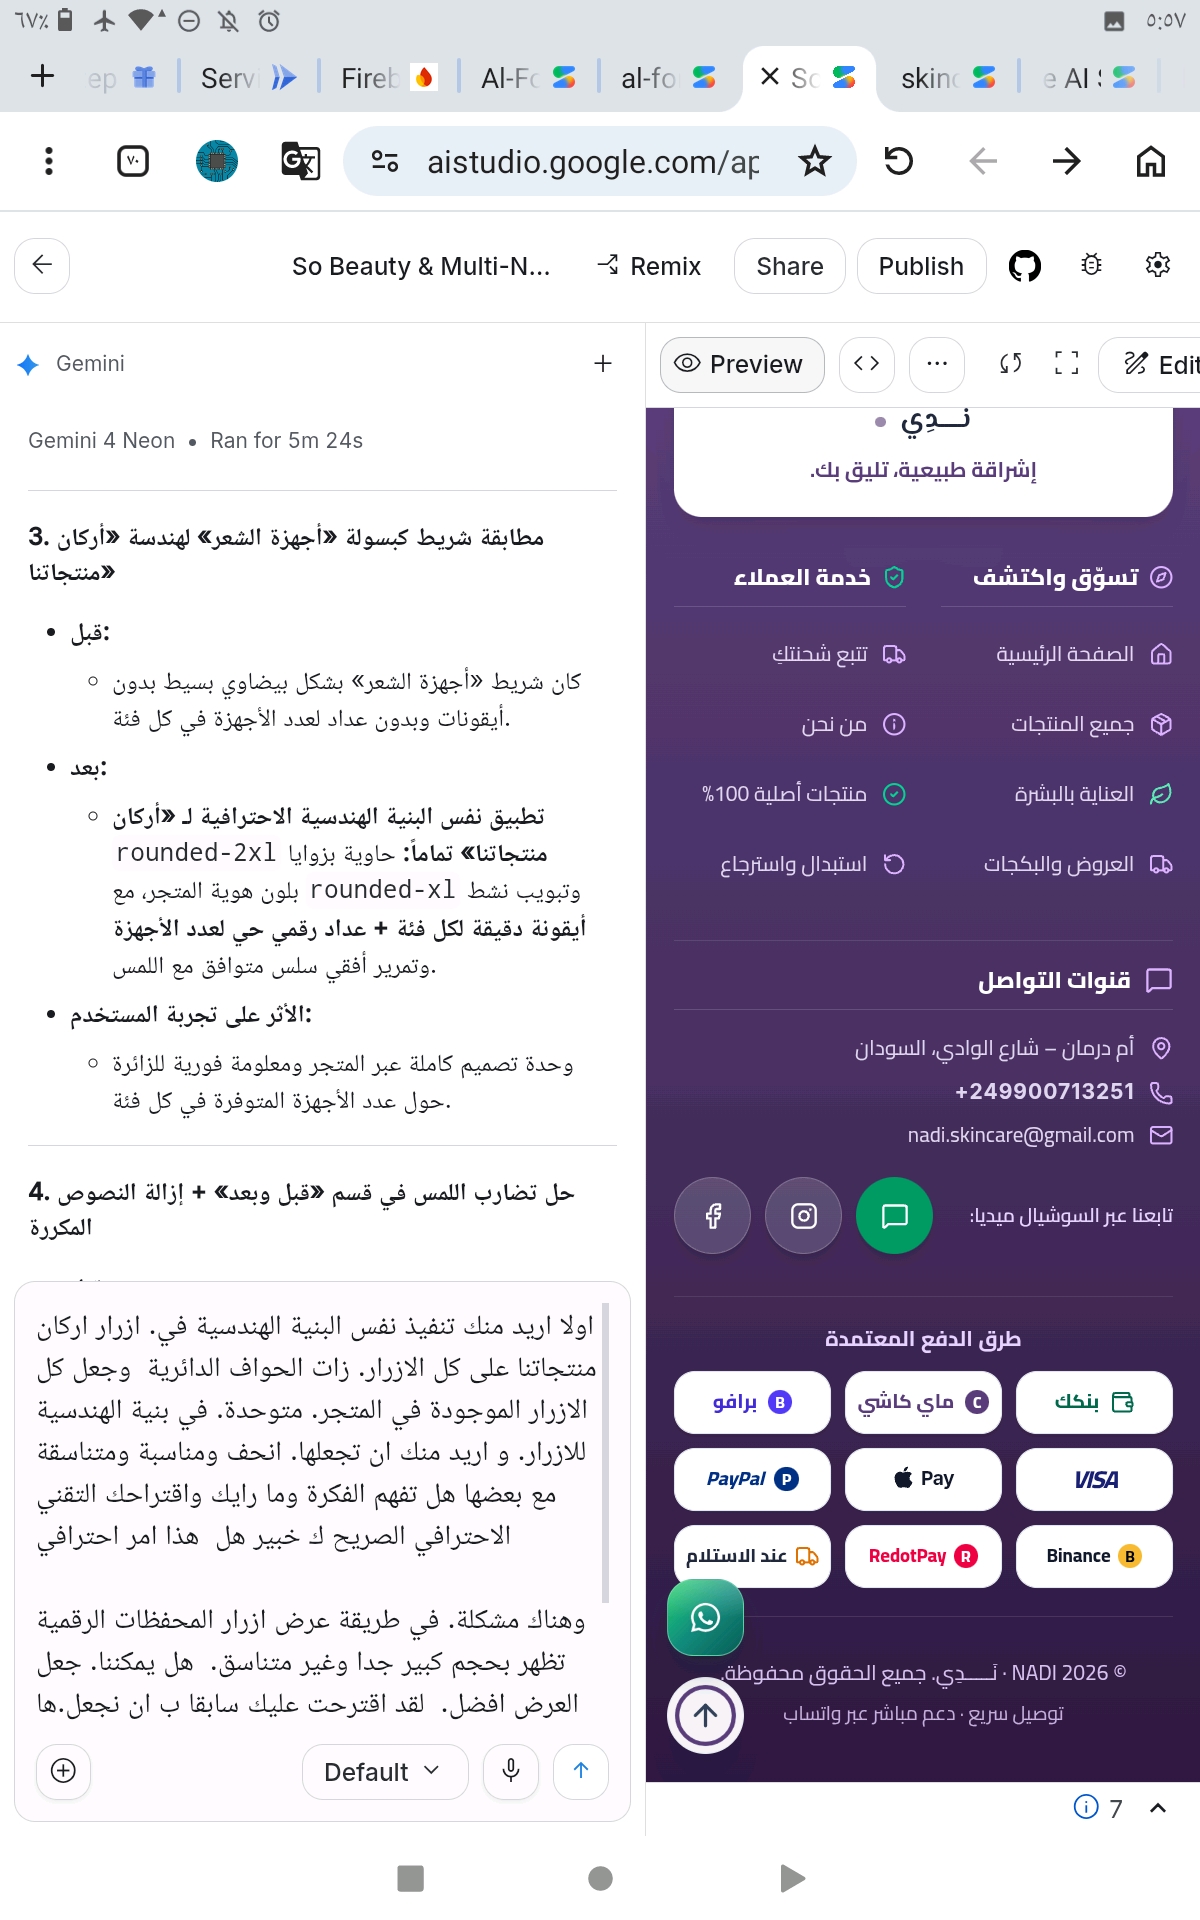 ٦٧٪
٥:٥٧
ep
Servi
Fireb
Al-Fo
al-fo
So
skinc
e AI S
٧٠
aistudio.google.com/ap
So Beauty & Multi-N...
Remix
Share
Publish
Gemini
Gemini 4 Neon • Ran for 5m 24s
3. مطابقة شريط كبسولة «أجهزة الشعر» لهندسة «أركان
منتجاتنا»
قبل:
كان شريط «أجهزة الشعر» بشكل بيضاوي بسيط بدون
أيقونات وبدون عداد لعدد الأجهزة في كل فئة.
بعد:
تطبيق نفس البنية الهندسية الاحترافية لـ «أركان
منتجاتنا» تماماً: حاوية بزوايا rounded-2xl
وتبويب نشط rounded-xl بلون هوية المتجر، مع
أيقونة دقيقة لكل فئة + عداد رقمي حي لعدد الأجهزة
وتمرير أفقي سلس متوافق مع اللمس.
الأثر على تجربة المستخدم:
وحدة تصميم كاملة عبر المتجر ومعلومة فورية للزائرة
حول عدد الأجهزة المتوفرة في كل فئة.
4. حل تضارب اللمس في قسم «قبل وبعد» + إزالة النصوص
المكررة
اولا اريد منك تنفيذ نفس البنية الهندسية في. ازرار اركان
منتجاتنا على كل الازرار. زات الحواف الدائرية وجعل كل
الازرار الموجودة في المتجر. متوحدة. في بنية الهندسية
للازرار. و اريد منك ان تجعلها. انحف ومناسبة ومتناسقة
مع بعضها هل تفهم الفكرة وما رايك واقتراحك التقني
الاحترافي الصريح ك خبير هل هذا امر احترافي
وهناك مشكلة. في طريقة عرض ازرار المحفظات الرقمية
تظهر بحجم كبير جدا وغير متناسق. هل يمكننا. جعل
العرض افضل. لقد اقترحت عليك سابقا ب ان نجعل.ها
Default
Preview
Edit
نـــدِي
إشراقة طبيعية، تليق بك.
تسوّق واكتشف
الصفحة الرئيسية
جميع المنتجات
العناية بالبشرة
العروض والبكجات
خدمة العملاء
تتبع شحنتكِ
من نحن
منتجات أصلية 100%
استبدال واسترجاع
قنوات التواصل
أم درمان – شارع الوادي، السودان
+249900713251
nadi.skincare@gmail.com
تابعنا عبر السوشيال ميديا:
طرق الدفع المعتمدة
بنكك
C ماي كاشي
B برافو
VISA
Pay
P PayPal
Binance B
RedotPay R
عند الاستلام
© 2026 NADI · نَـــدِي. جميع الحقوق محفوظة.
توصيل سريع · دعم مباشر عبر واتساب
7